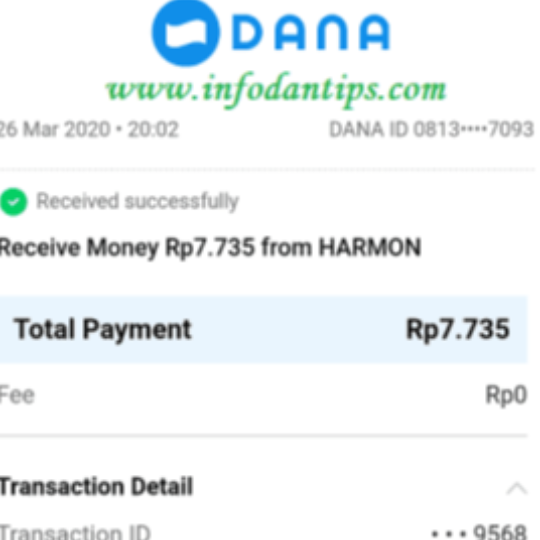 DANA
www.infodantips.com
26 Mar 2020 • 20:02 DANA ID 0813••••7093
Received successfully
Receive Money Rp7.735 from HARMON
Total Payment Rp7.735
Fee Rp0
Transaction Detail
Transaction ID • • • 9568